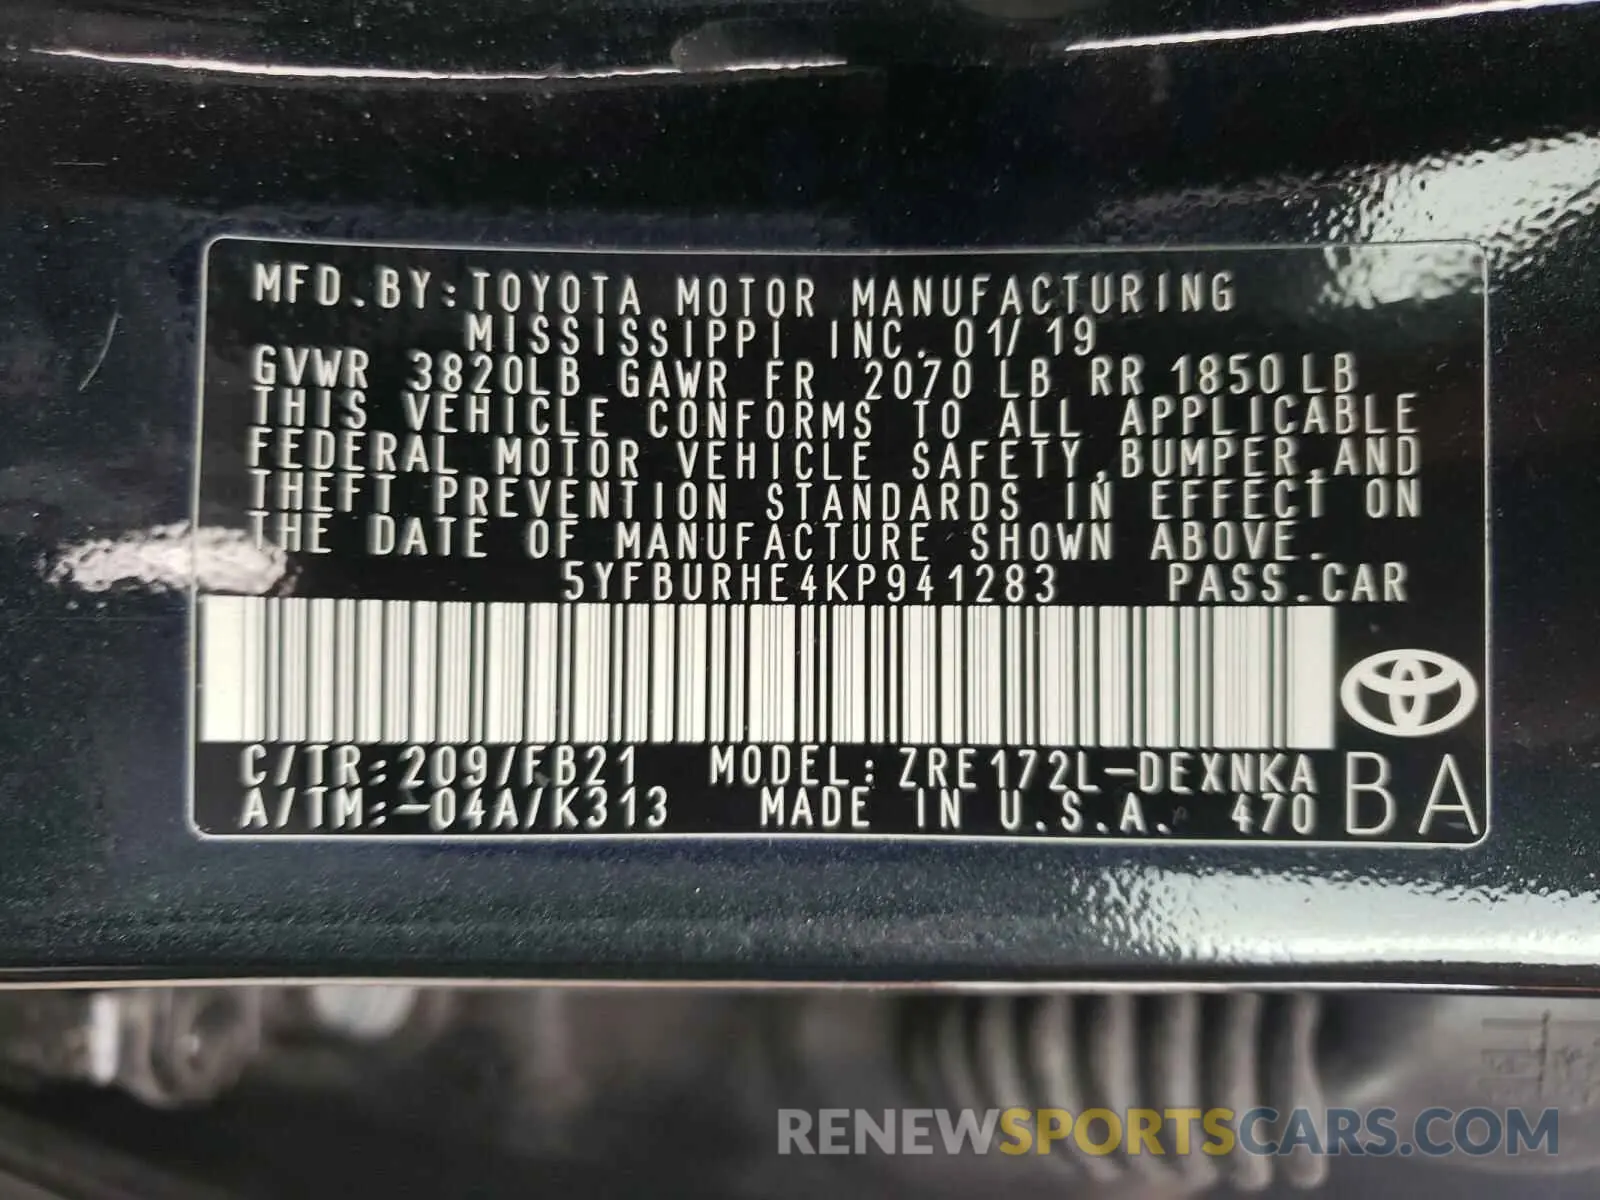 MFD.BY:TOYOTA MOTOR MANUFACTURING
MISSISSIPPI INC. 01/19
GVWR 3820LB GAWR FR 2070 LB RR 1850LB
THIS VEHICLE CONFORMS TO ALL APPLICABLE
FEDERAL MOTOR VEHICLE SAFETY,BUMPER,AND
THEFT PREVENTION STANDARDS IN EFFECT ON
THE DATE OF MANUFACTURE SHOWN ABOVE.
5YFBURHE4KP941283 PASS.CAR
C/TR:209/FB21 MODEL:ZRE172L-DEXNKA
A/TM:-04A/K313 MADE IN U.S.A. 470
BA
RENEWSPORTSCARS.COM